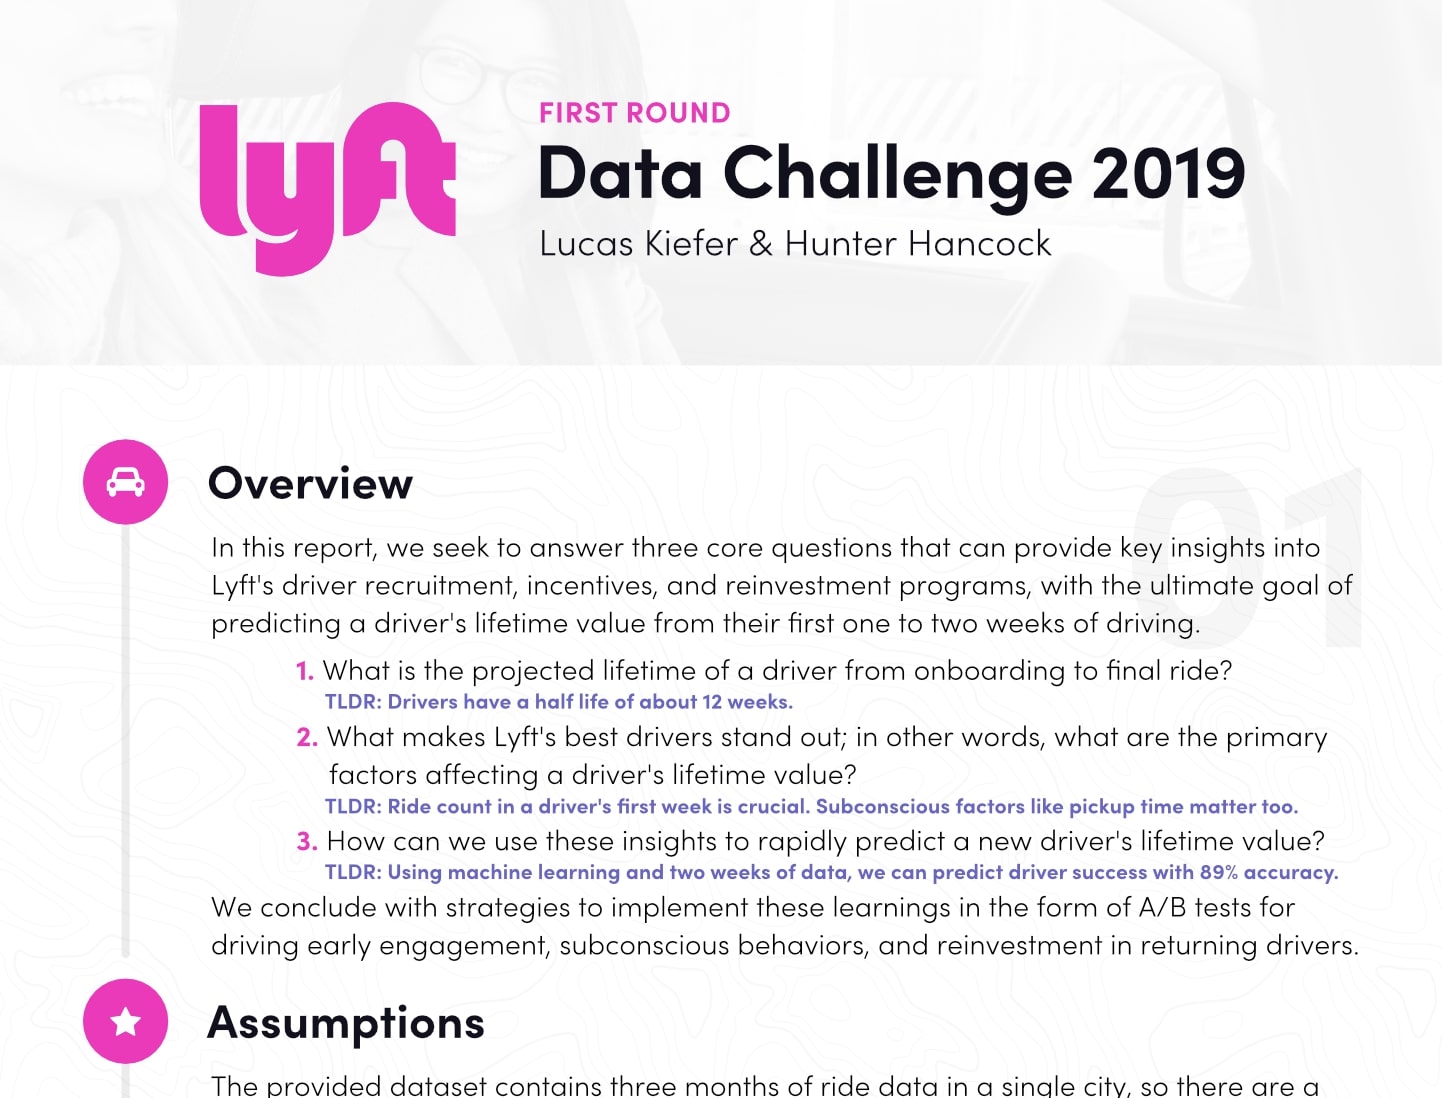 lyft
FIRST ROUND
Data Challenge 2019
Lucas Kiefer & Hunter Hancock
01
Overview
In this report, we seek to answer three core questions that can provide key insights into
Lyft's driver recruitment, incentives, and reinvestment programs, with the ultimate goal of
predicting a driver's lifetime value from their first one to two weeks of driving.
1. What is the projected lifetime of a driver from onboarding to final ride?
TLDR: Drivers have a half life of about 12 weeks.
2. What makes Lyft's best drivers stand out; in other words, what are the primary
factors affecting a driver's lifetime value?
TLDR: Ride count in a driver's first week is crucial. Subconscious factors like pickup time matter too.
3. How can we use these insights to rapidly predict a new driver's lifetime value?
TLDR: Using machine learning and two weeks of data, we can predict driver success with 89% accuracy.
We conclude with strategies to implement these learnings in the form of A/B tests for
driving early engagement, subconscious behaviors, and reinvestment in returning drivers.
Assumptions
The provided dataset contains three months of ride data in a single city, so there are a